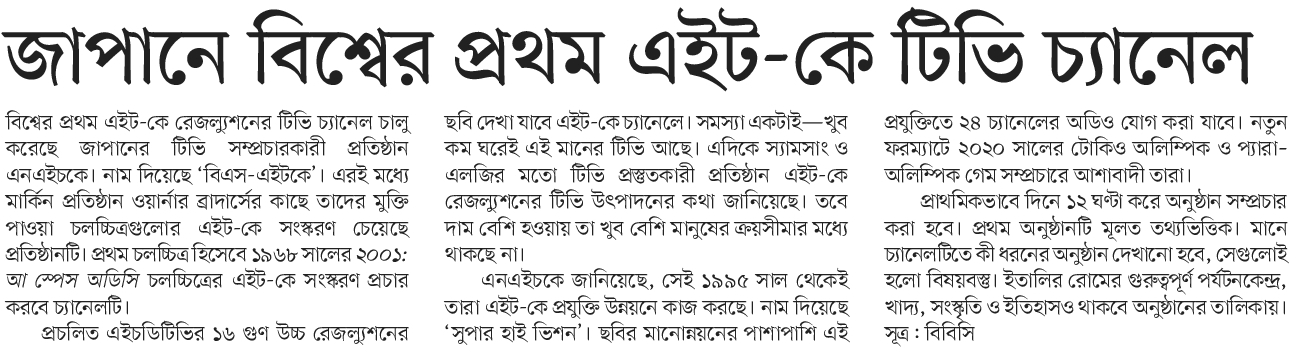 জাপানে বিশ্বের প্রথম এইট-কে টিভি চ্যানেল
বিশ্বের প্রথম এইট-কে রেজল্যুশনের টিভি চ্যানেল চালু
করেছে জাপানের টিভি সম্প্রচারকারী প্রতিষ্ঠান
এনএইচকে। নাম দিয়েছে ‘বিএস-এইটকে’। এরই মধ্যে
মার্কিন প্রতিষ্ঠান ওয়ার্নার ব্রাদার্সের কাছে তাদের মুক্তি
পাওয়া চলচ্চিত্রগুলোর এইট-কে সংস্করণ চেয়েছে
প্রতিষ্ঠানটি। প্রথম চলচ্চিত্র হিসেবে ১৯৬৮ সালের ২০০১:
আ স্পেস অডিসি চলচ্চিত্রের এইট-কে সংস্করণ প্রচার
করবে চ্যানেলটি।
প্রচলিত এইচডিটিভির ১৬ গুণ উচ্চ রেজল্যুশনের
ছবি দেখা যাবে এইট-কে চ্যানেলে। সমস্যা একটাই—খুব
কম ঘরেই এই মানের টিভি আছে। এদিকে স্যামসাং ও
এলজির মতো টিভি প্রস্তুতকারী প্রতিষ্ঠান এইট-কে
রেজল্যুশনের টিভি উৎপাদনের কথা জানিয়েছে। তবে
দাম বেশি হওয়ায় তা খুব বেশি মানুষের ক্রয়সীমার মধ্যে
থাকছে না।
এনএইচকে জানিয়েছে, সেই ১৯৯৫ সাল থেকেই
তারা এইট-কে প্রযুক্তি উন্নয়নে কাজ করছে। নাম দিয়েছে
‘সুপার হাই ভিশন’। ছবির মানোন্নয়নের পাশাপাশি এই
প্রযুক্তিতে ২৪ চ্যানেলের অডিও যোগ করা যাবে। নতুন
ফরম্যাটে ২০২০ সালের টোকিও অলিম্পিক ও প্যারা-
অলিম্পিক গেম সম্প্রচারে আশাবাদী তারা।
প্রাথমিকভাবে দিনে ১২ ঘণ্টা করে অনুষ্ঠান সম্প্রচার
করা হবে। প্রথম অনুষ্ঠানটি মূলত তথ্যভিত্তিক। মানে
চ্যানেলটিতে কী ধরনের অনুষ্ঠান দেখানো হবে, সেগুলোই
হলো বিষয়বস্তু। ইতালির রোমের গুরুত্বপূর্ণ পর্যটনকেন্দ্র,
খাদ্য, সংস্কৃতি ও ইতিহাসও থাকবে অনুষ্ঠানের তালিকায়।
সূত্র : বিবিসি